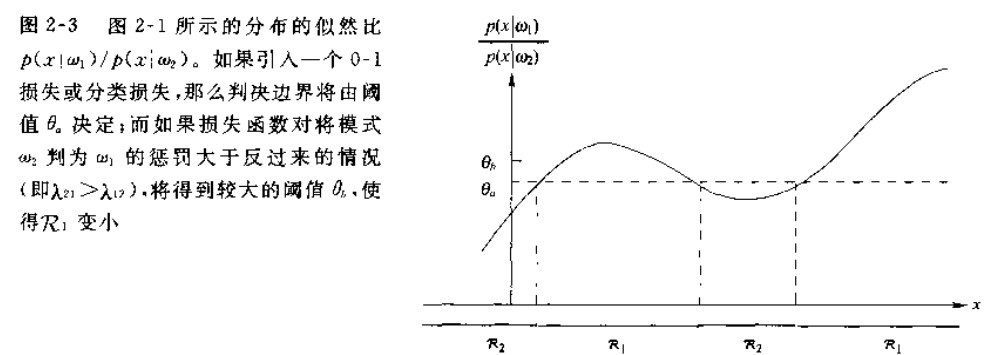 图 2-3 图 2-1 所示的分布的似然比
p(x|ω₁)/p(x|ω₂)。如果引入一个 0-1
损失或分类损失,那么判决边界将由阈
值 θₐ 决定;而如果损失函数对将模式
ω₂ 判为 ω₁ 的惩罚大于反过来的情况
(即λ₂₁>λ₁₂),将得到较大的阈值 θb,使
得R₁ 变小
p(x|ω₁)
p(x|ω₂)
θb
θₐ
x
R₂ R₁ R₂ R₁